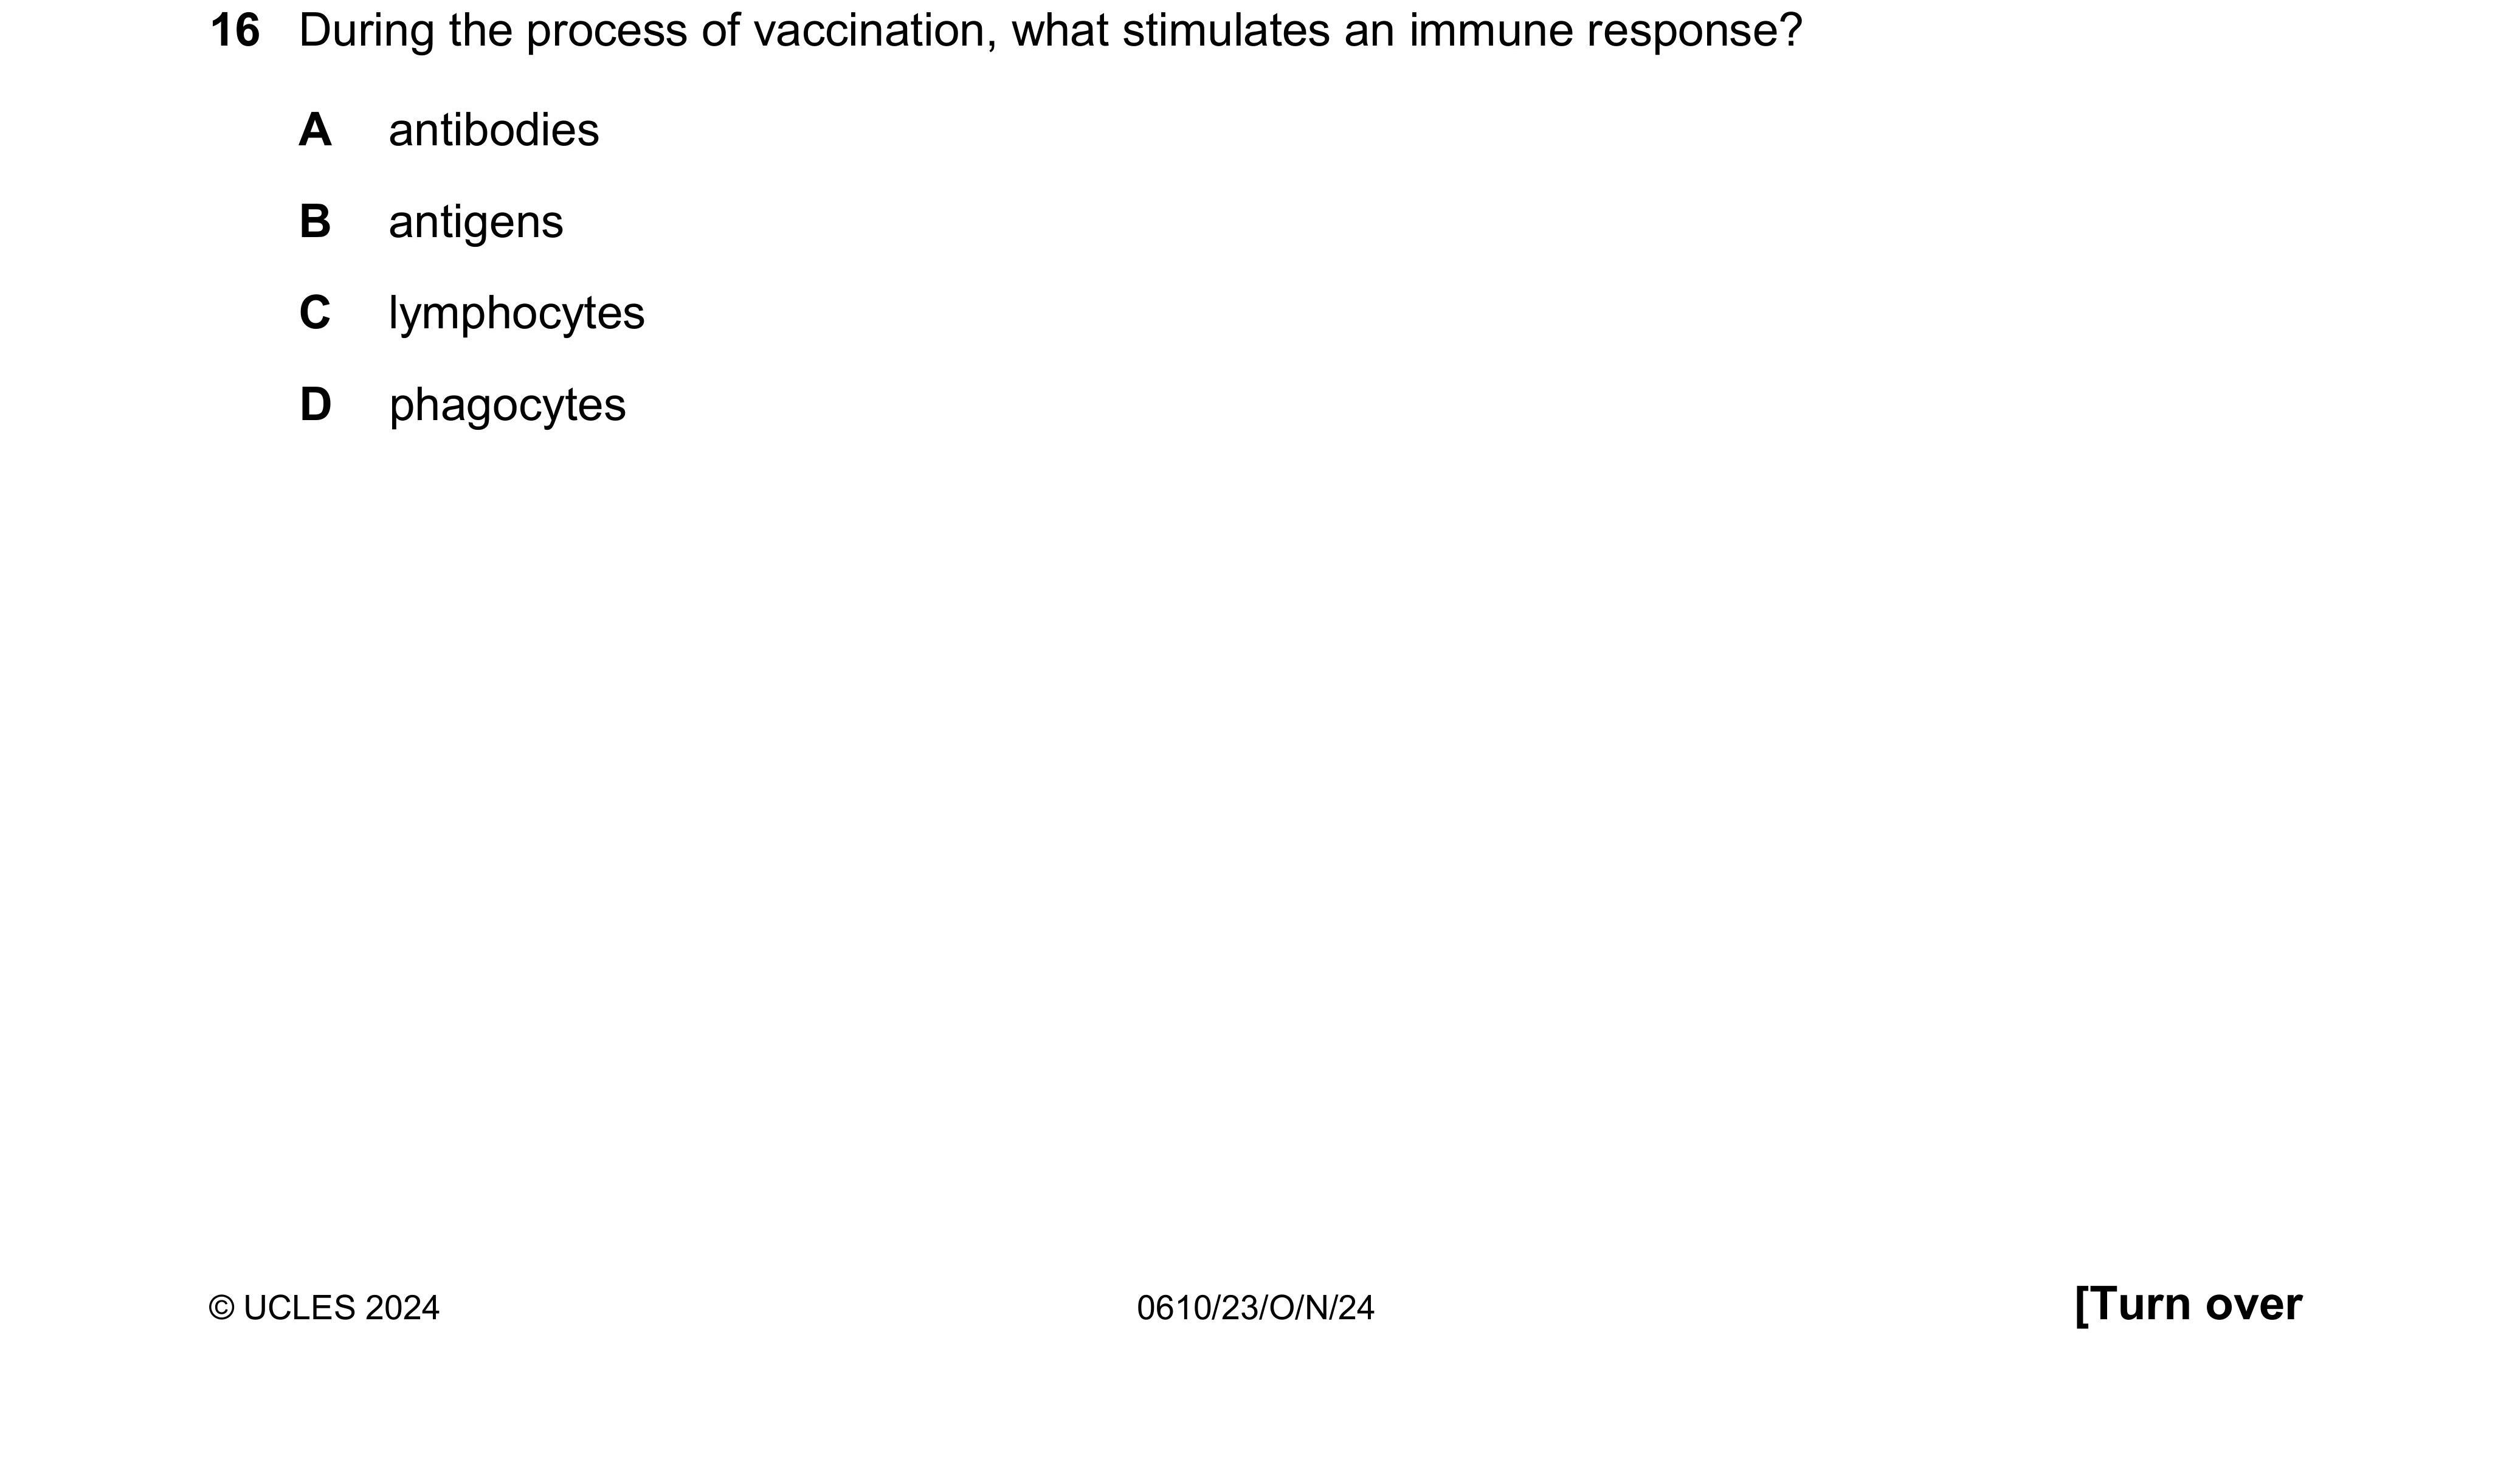 16 During the process of vaccination, what stimulates an immune response?
A antibodies
B antigens
C lymphocytes
D phagocytes
© UCLES 2024 0610/23/O/N/24 [Turn over